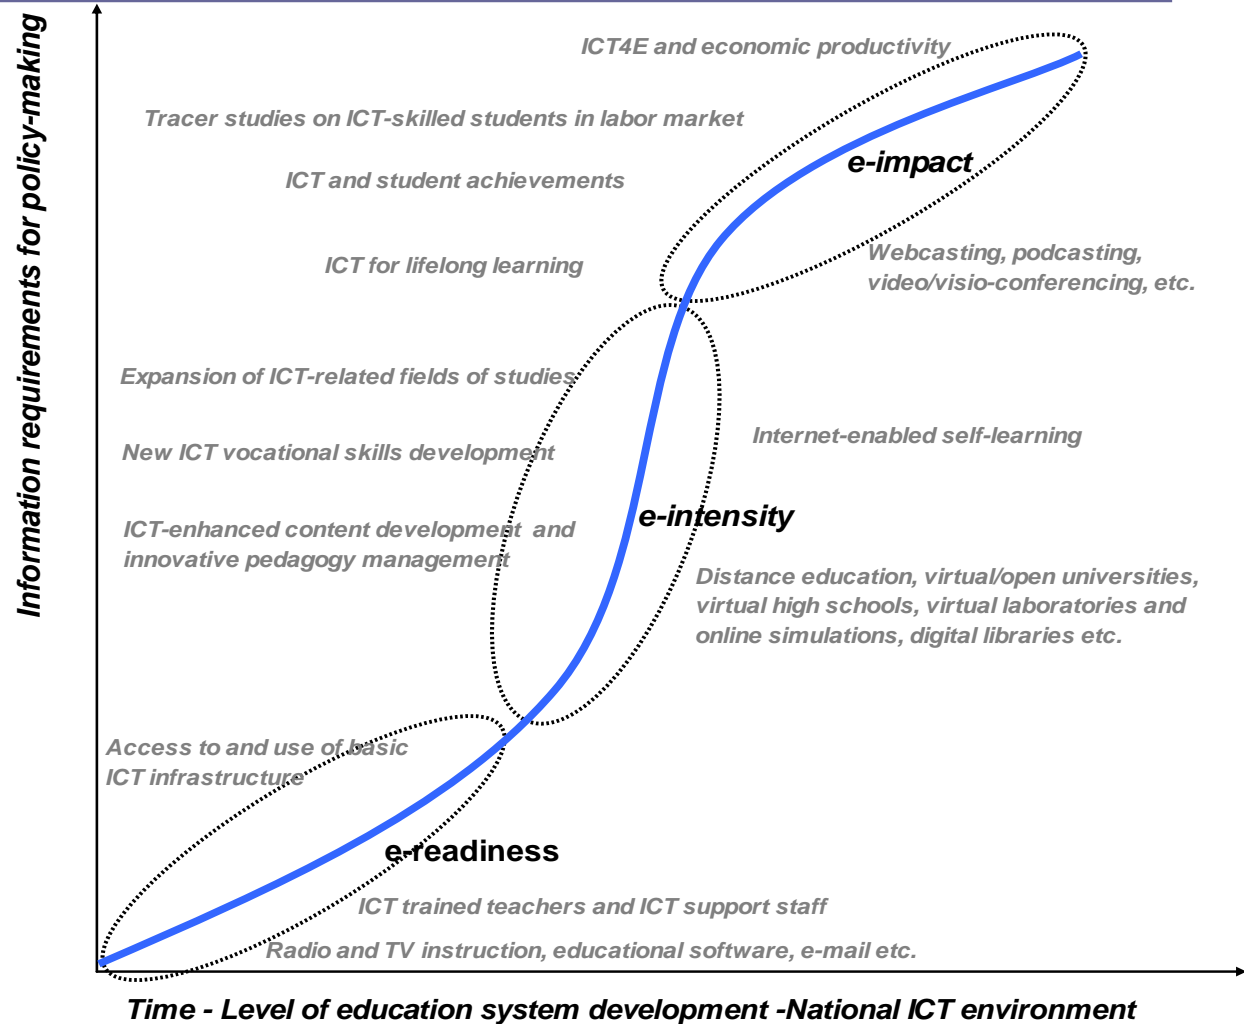 Information requirements for policy-making
ICT4E and economic productivity
Tracer studies on ICT-skilled students in labor market
e-impact
ICT and student achievements
Webcasting, podcasting,
video/visio-conferencing, etc.
ICT for lifelong learning
Expansion of ICT-related fields of studies
Internet-enabled self-learning
New ICT vocational skills development
e-intensity
ICT-enhanced content development  and
innovative pedagogy management
Distance education, virtual/open universities,
virtual high schools, virtual laboratories and
online simulations, digital libraries etc.
Access to and use of basic
ICT infrastructure
e-readiness
ICT trained teachers and ICT support staff
Radio and TV instruction, educational software, e-mail etc.
Time - Level of education system development -National ICT environment